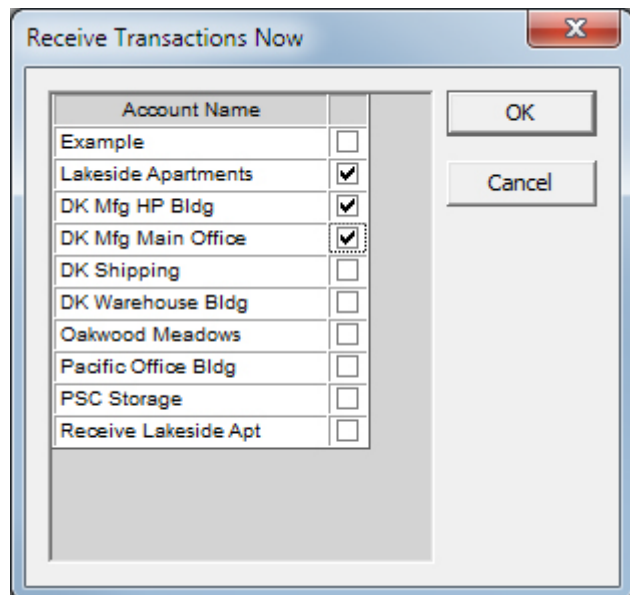 Receive Transactions Now
Account Name
Example
Lakeside Apartments
DK Mfg HP Bldg
DK Mfg Main Office
DK Shipping
DK Warehouse Bldg
Oakwood Meadows
Pacific Office Bldg
PSC Storage
Receive Lakeside Apt
OK
Cancel